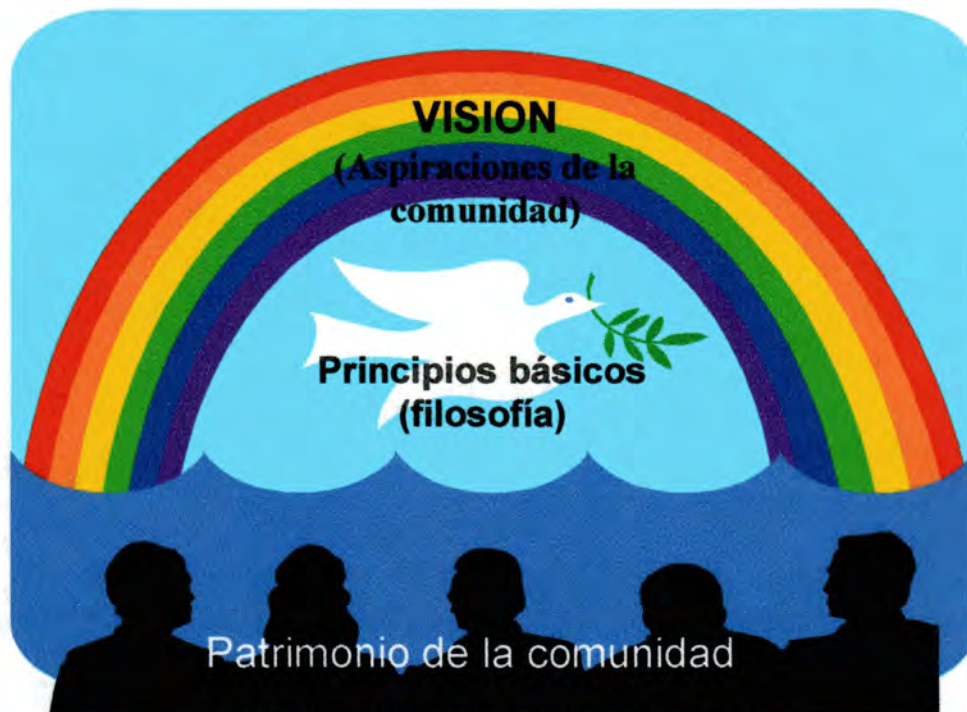 VISION
(Aspiraciones de la
comunidad)
Principios básicos
(filosofía)
Patrimonio de la comunidad